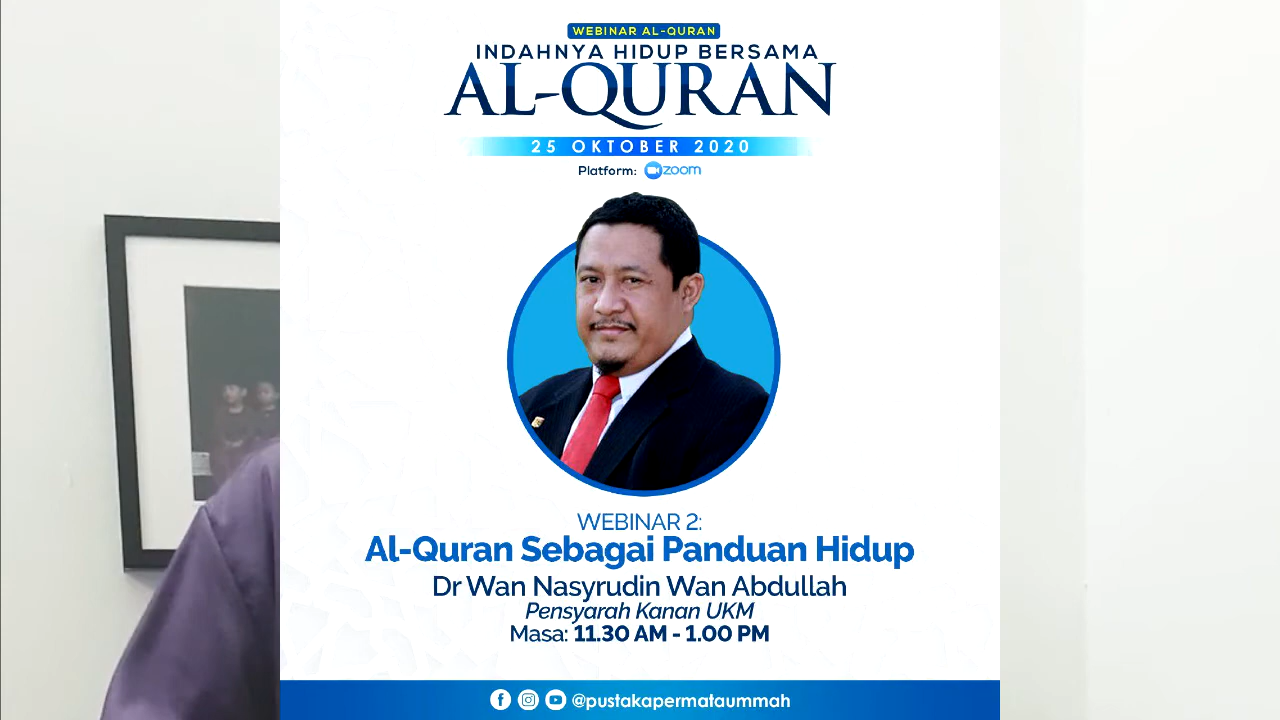 WEBINAR AL-QURAN
INDAHNYA HIDUP BERSAMA
AL-QURAN
25 OKTOBER 2020
Platform: zoom
WEBINAR 2:
Al-Quran Sebagai Panduan Hidup
Dr Wan Nasyrudin Wan Abdullah
Pensyarah Kanan UKM
Masa: 11.30 AM - 1.00 PM
@pustakapermataummah